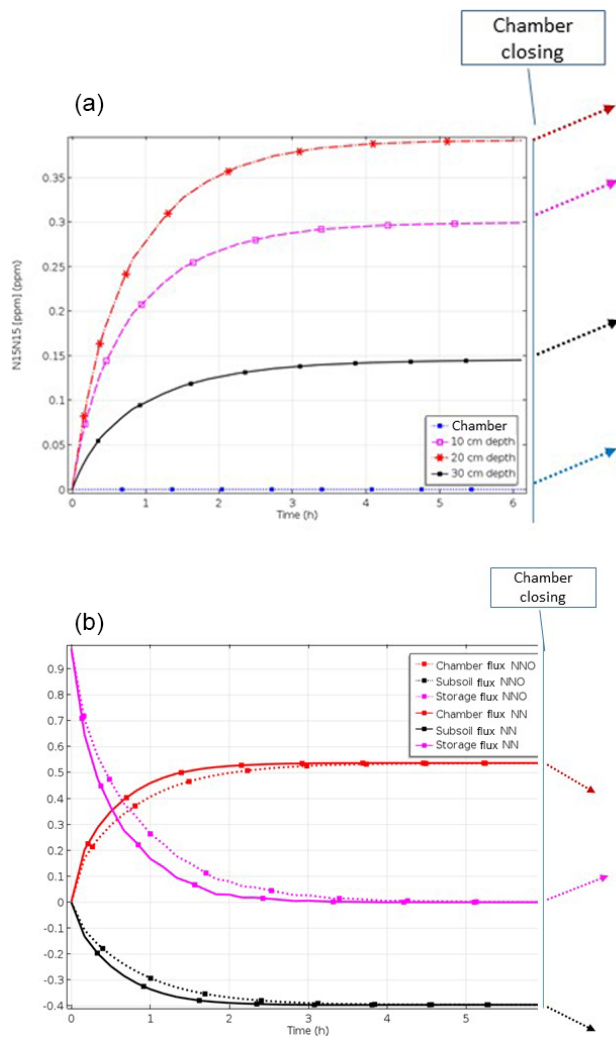 Chamber
closing
(a)
0.35
0.3
0.25
0.2
0.15
0.1
0.05
0
N15N15 [ppm] (ppm)
Chamber
10 cm depth
20 cm depth
30 cm depth
0 1 2 3 4 5 6
Time (h)
Chamber
closing
(b)
0.9
0.8
0.7
0.6
0.5
0.4
0.3
0.2
0.1
0
-0.1
-0.2
-0.3
-0.4
Chamber flux NNO
Subsoil flux NNO
Storage flux NNO
Chamber flux NN
Subsoil flux NN
Storage flux NN
0 1 2 3 4 5
Time (h)